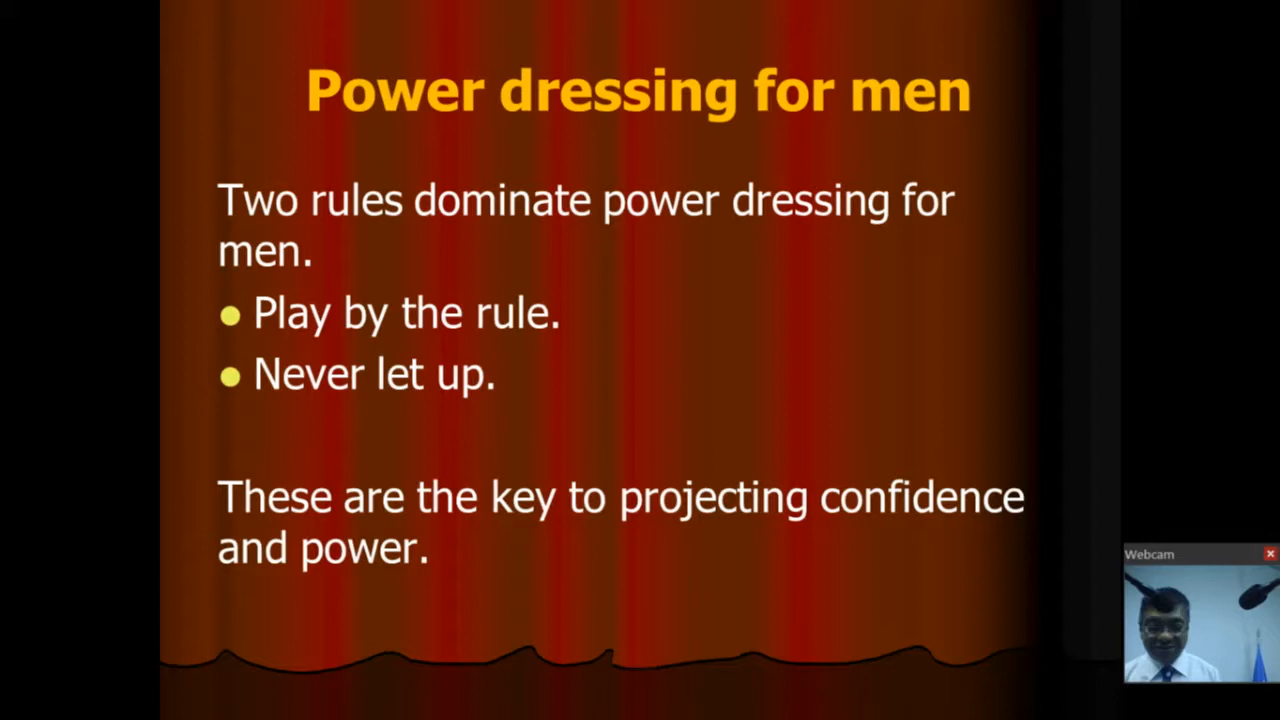 Power dressing for men
Two rules dominate power dressing for
men.
Play by the rule.
Never let up.
These are the key to projecting confidence
and power.
Webcam